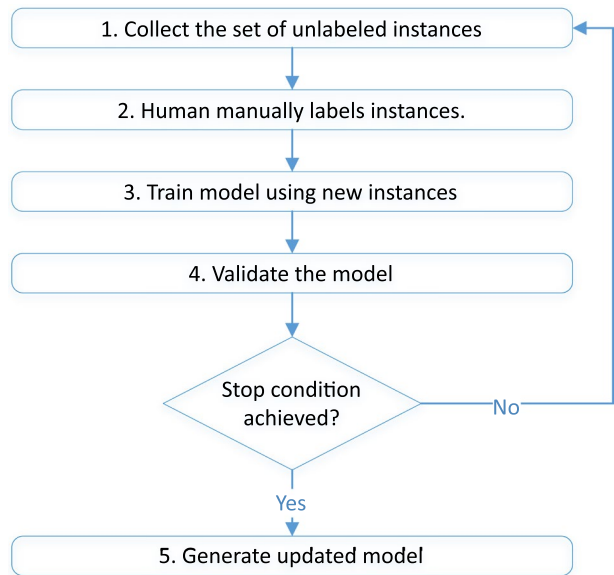 1. Collect the set of unlabeled instances
2. Human manually labels instances.
3. Train model using new instances
4. Validate the model
Stop condition
achieved?
No
Yes
5. Generate updated model